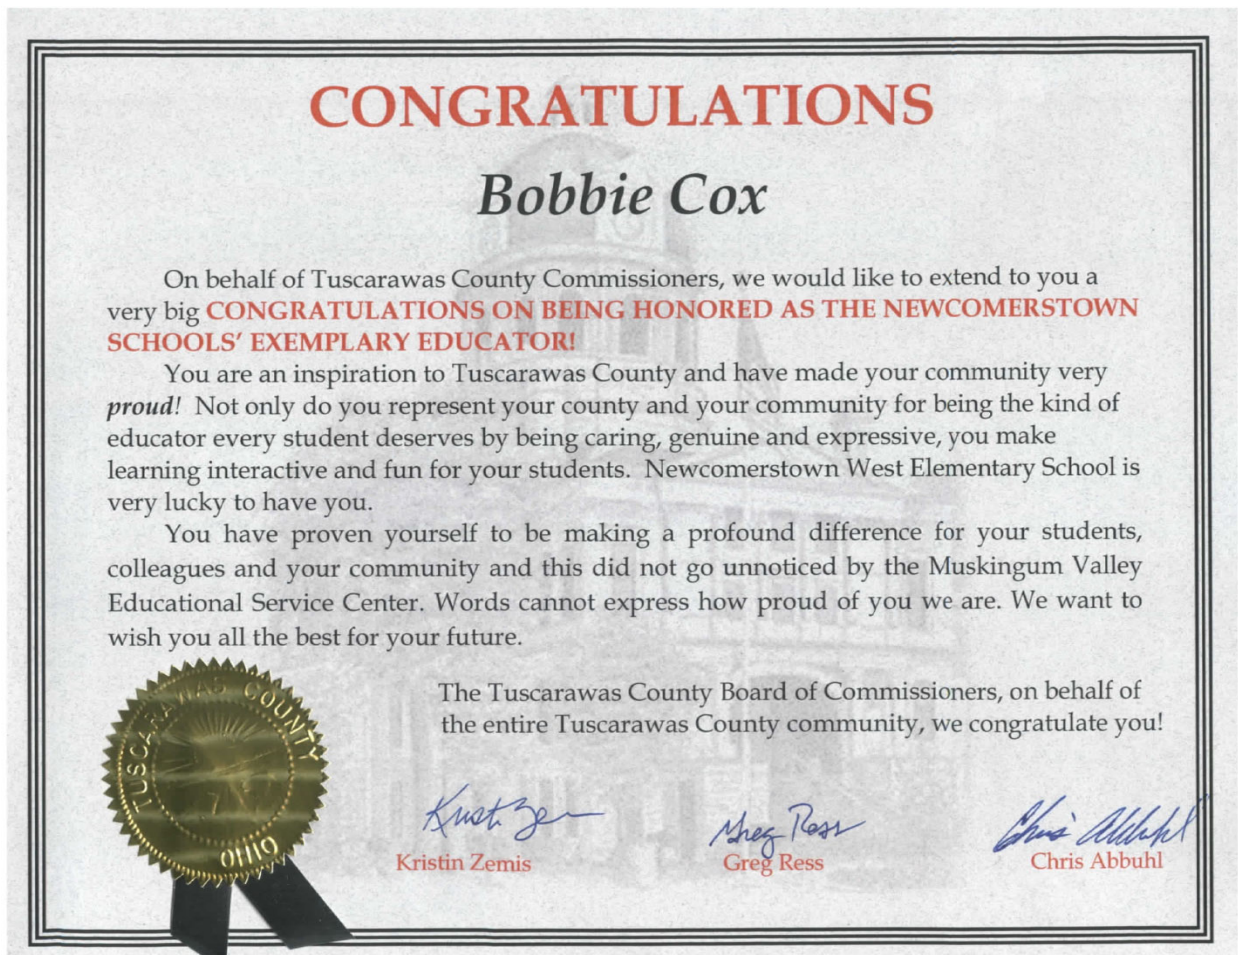 CONGRATULATIONS
Bobbie Cox
On behalf of Tuscarawas County Commissioners, we would like to extend to you a
very big CONGRATULATIONS ON BEING HONORED AS THE NEWCOMERSTOWN
SCHOOLS' EXEMPLARY EDUCATOR!
You are an inspiration to Tuscarawas County and have made your community very
proud! Not only do you represent your county and your community for being the kind of
educator every student deserves by being caring, genuine and expressive, you make
learning interactive and fun for your students. Newcomerstown West Elementary School is
very lucky to have you.
You have proven yourself to be making a profound difference for your students,
colleagues and your community and this did not go unnoticed by the Muskingum Valley
Educational Service Center. Words cannot express how proud of you we are. We want to
wish you all the best for your future.
The Tuscarawas County Board of Commissioners, on behalf of
the entire Tuscarawas County community, we congratulate you!
TUSCARAWAS COUNTY
OHIO
Greg Ress
Kristin Zemis
Greg Ress
Chris Abbuhl